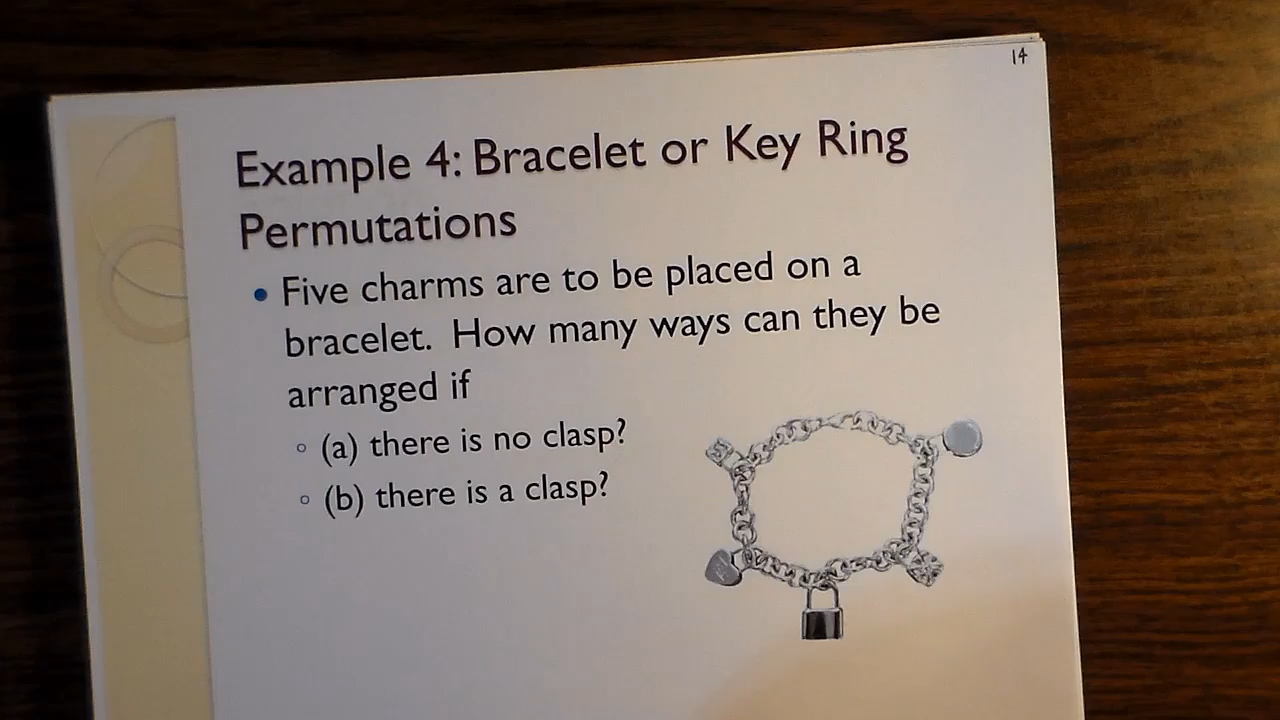 14
Example 4: Bracelet or Key Ring
Permutations
• Five charms are to be placed on a
bracelet. How many ways can they be
arranged if
◦ (a) there is no clasp?
◦ (b) there is a clasp?